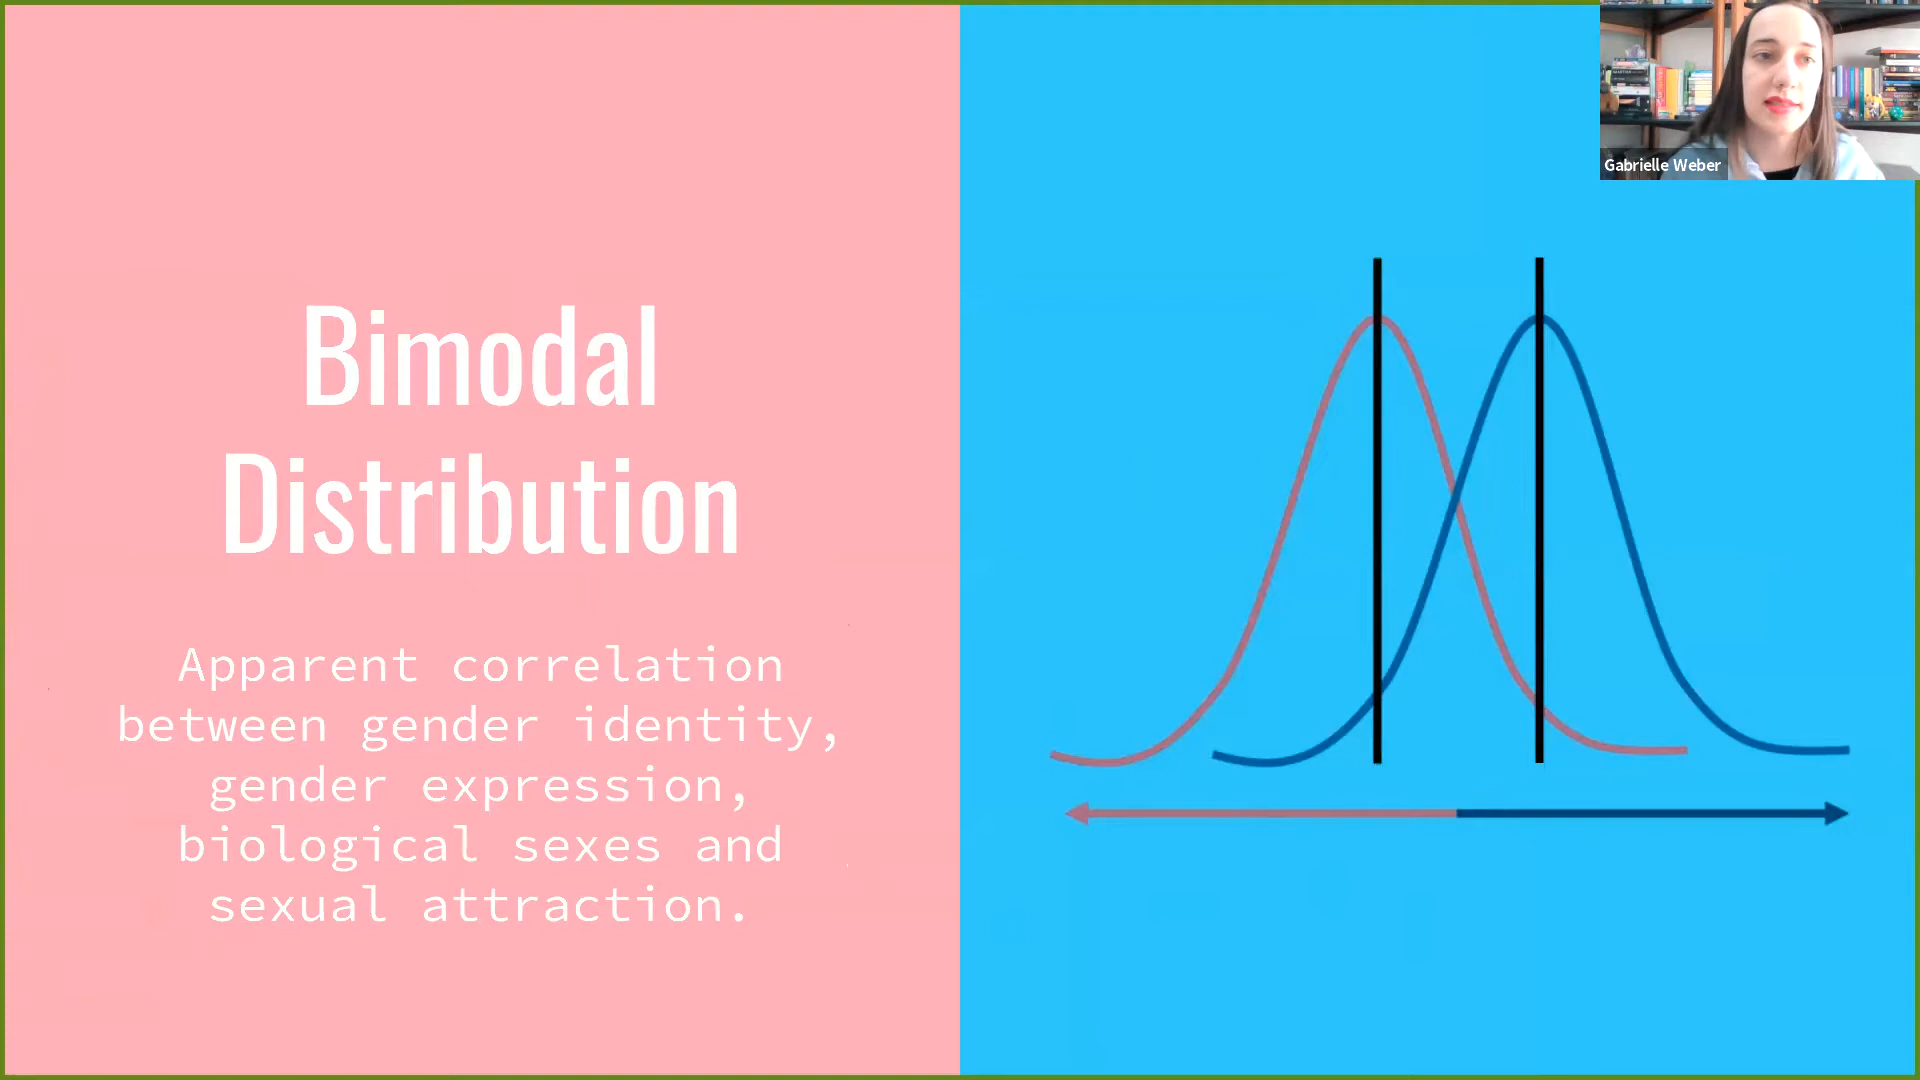 Bimodal
Distribution
Apparent correlation
between gender identity,
gender expression,
biological sexes and
sexual attraction.
Gabrielle Weber